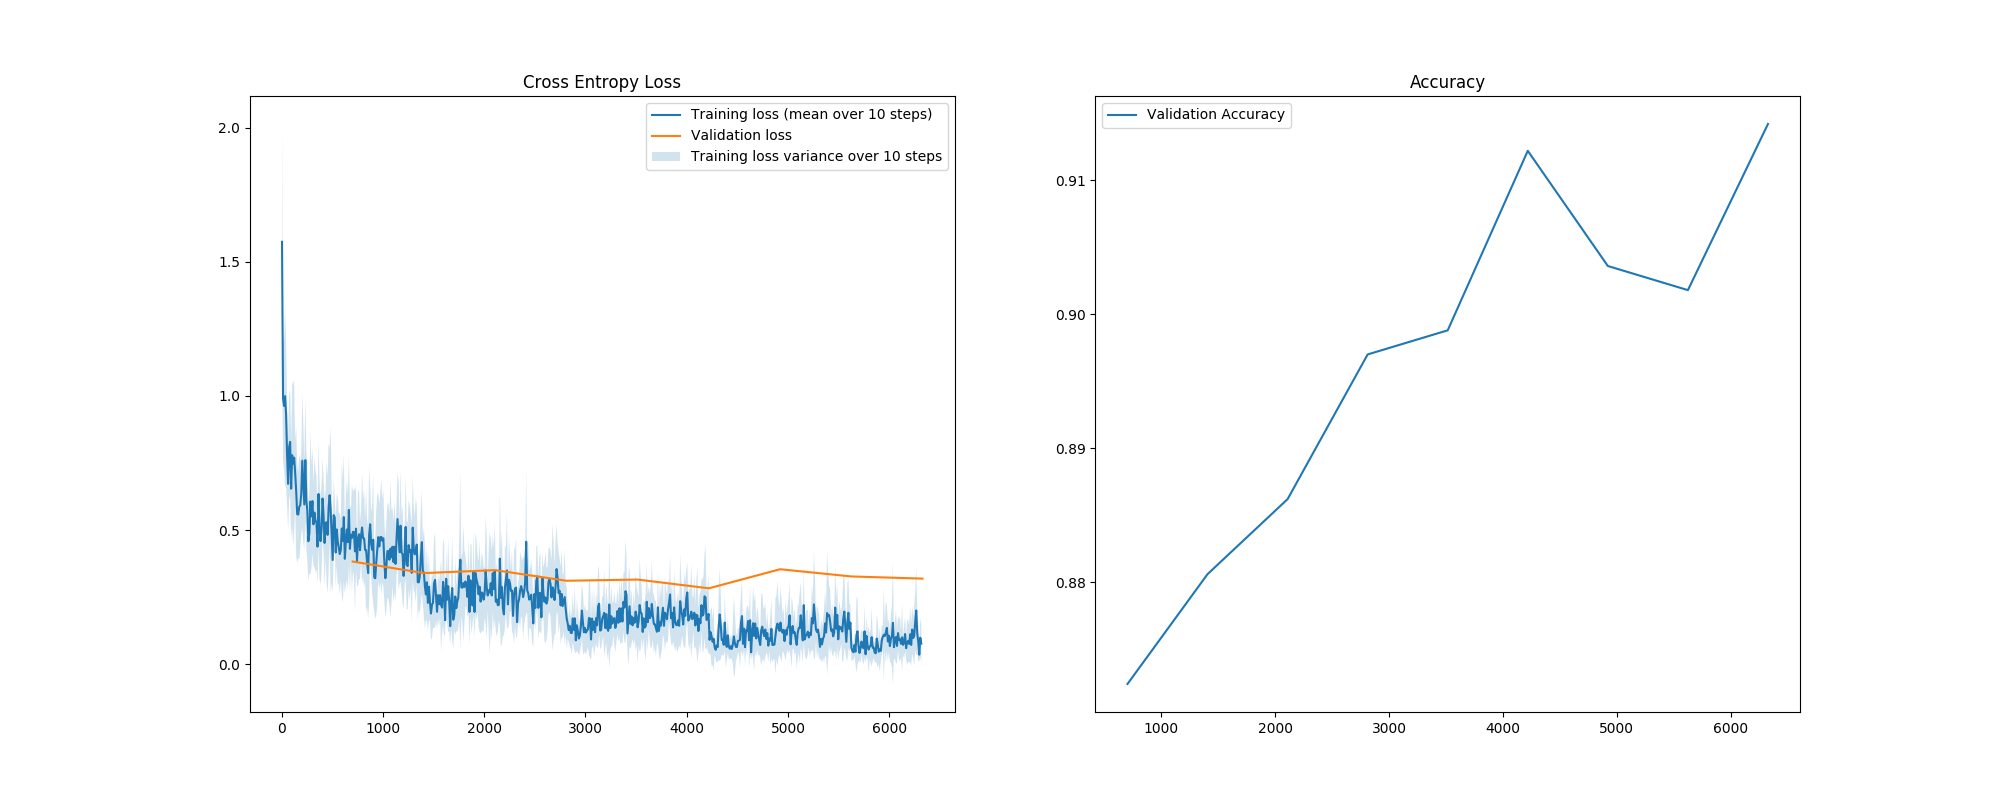 Cross Entropy Loss
Training loss (mean over 10 steps)
Validation loss
Training loss variance over 10 steps
2.0
1.5
1.0
0.5
0.0
0 1000 2000 3000 4000 5000 6000
Accuracy
Validation Accuracy
0.91
0.90
0.89
0.88
1000 2000 3000 4000 5000 6000